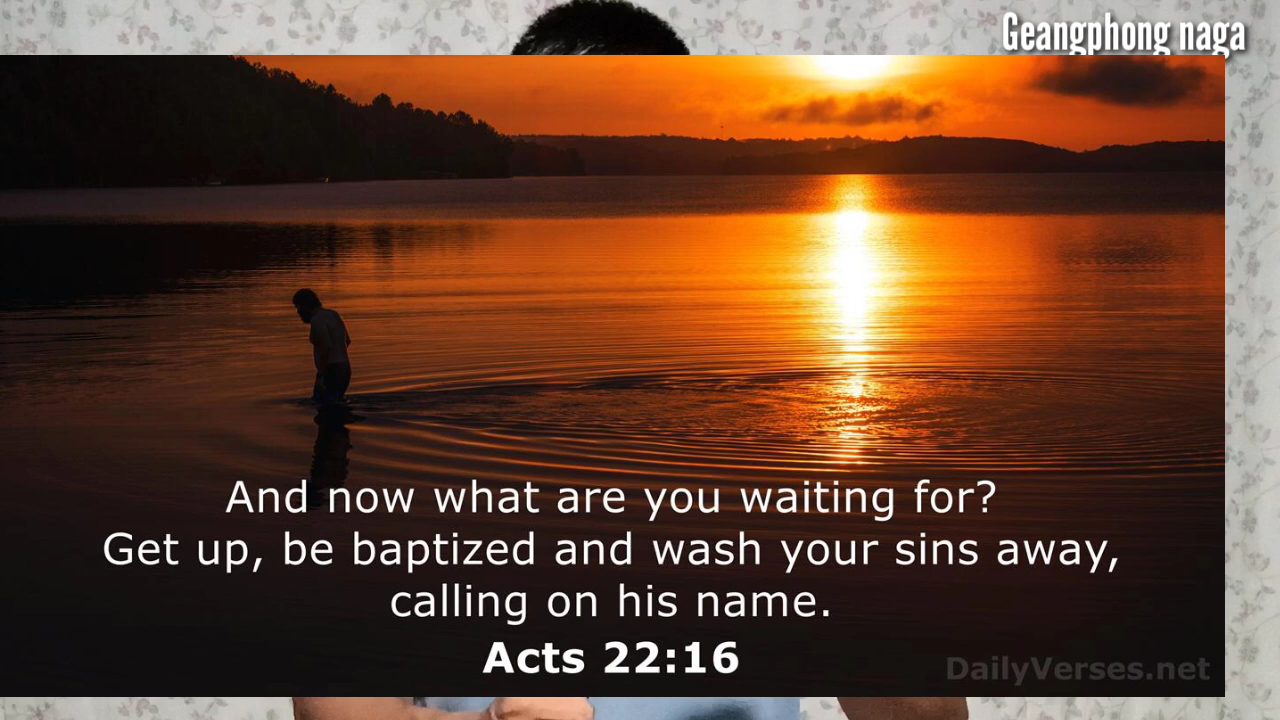 Geangphong naga
And now what are you waiting for?
Get up, be baptized and wash your sins away,
calling on his name.
Acts 22:16
DailyVerses.net